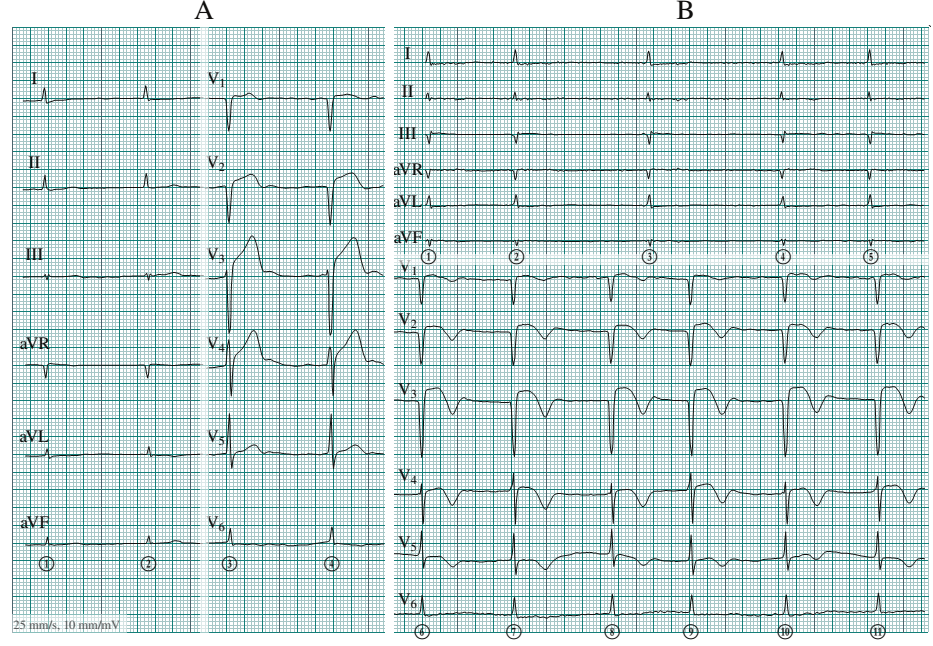 A
I
V1
II
V2
III
V3
aVR
V4
aVL
V5
aVF
V6
① ② ③ ④
25 mm/s, 10 mm/mV
B
I
II
III
aVR
aVL
aVF
① ② ③ ④ ⑤
V1
V2
V3
V4
V5
V6
⑥ ⑦ ⑧ ⑨ ⑩ ⑪